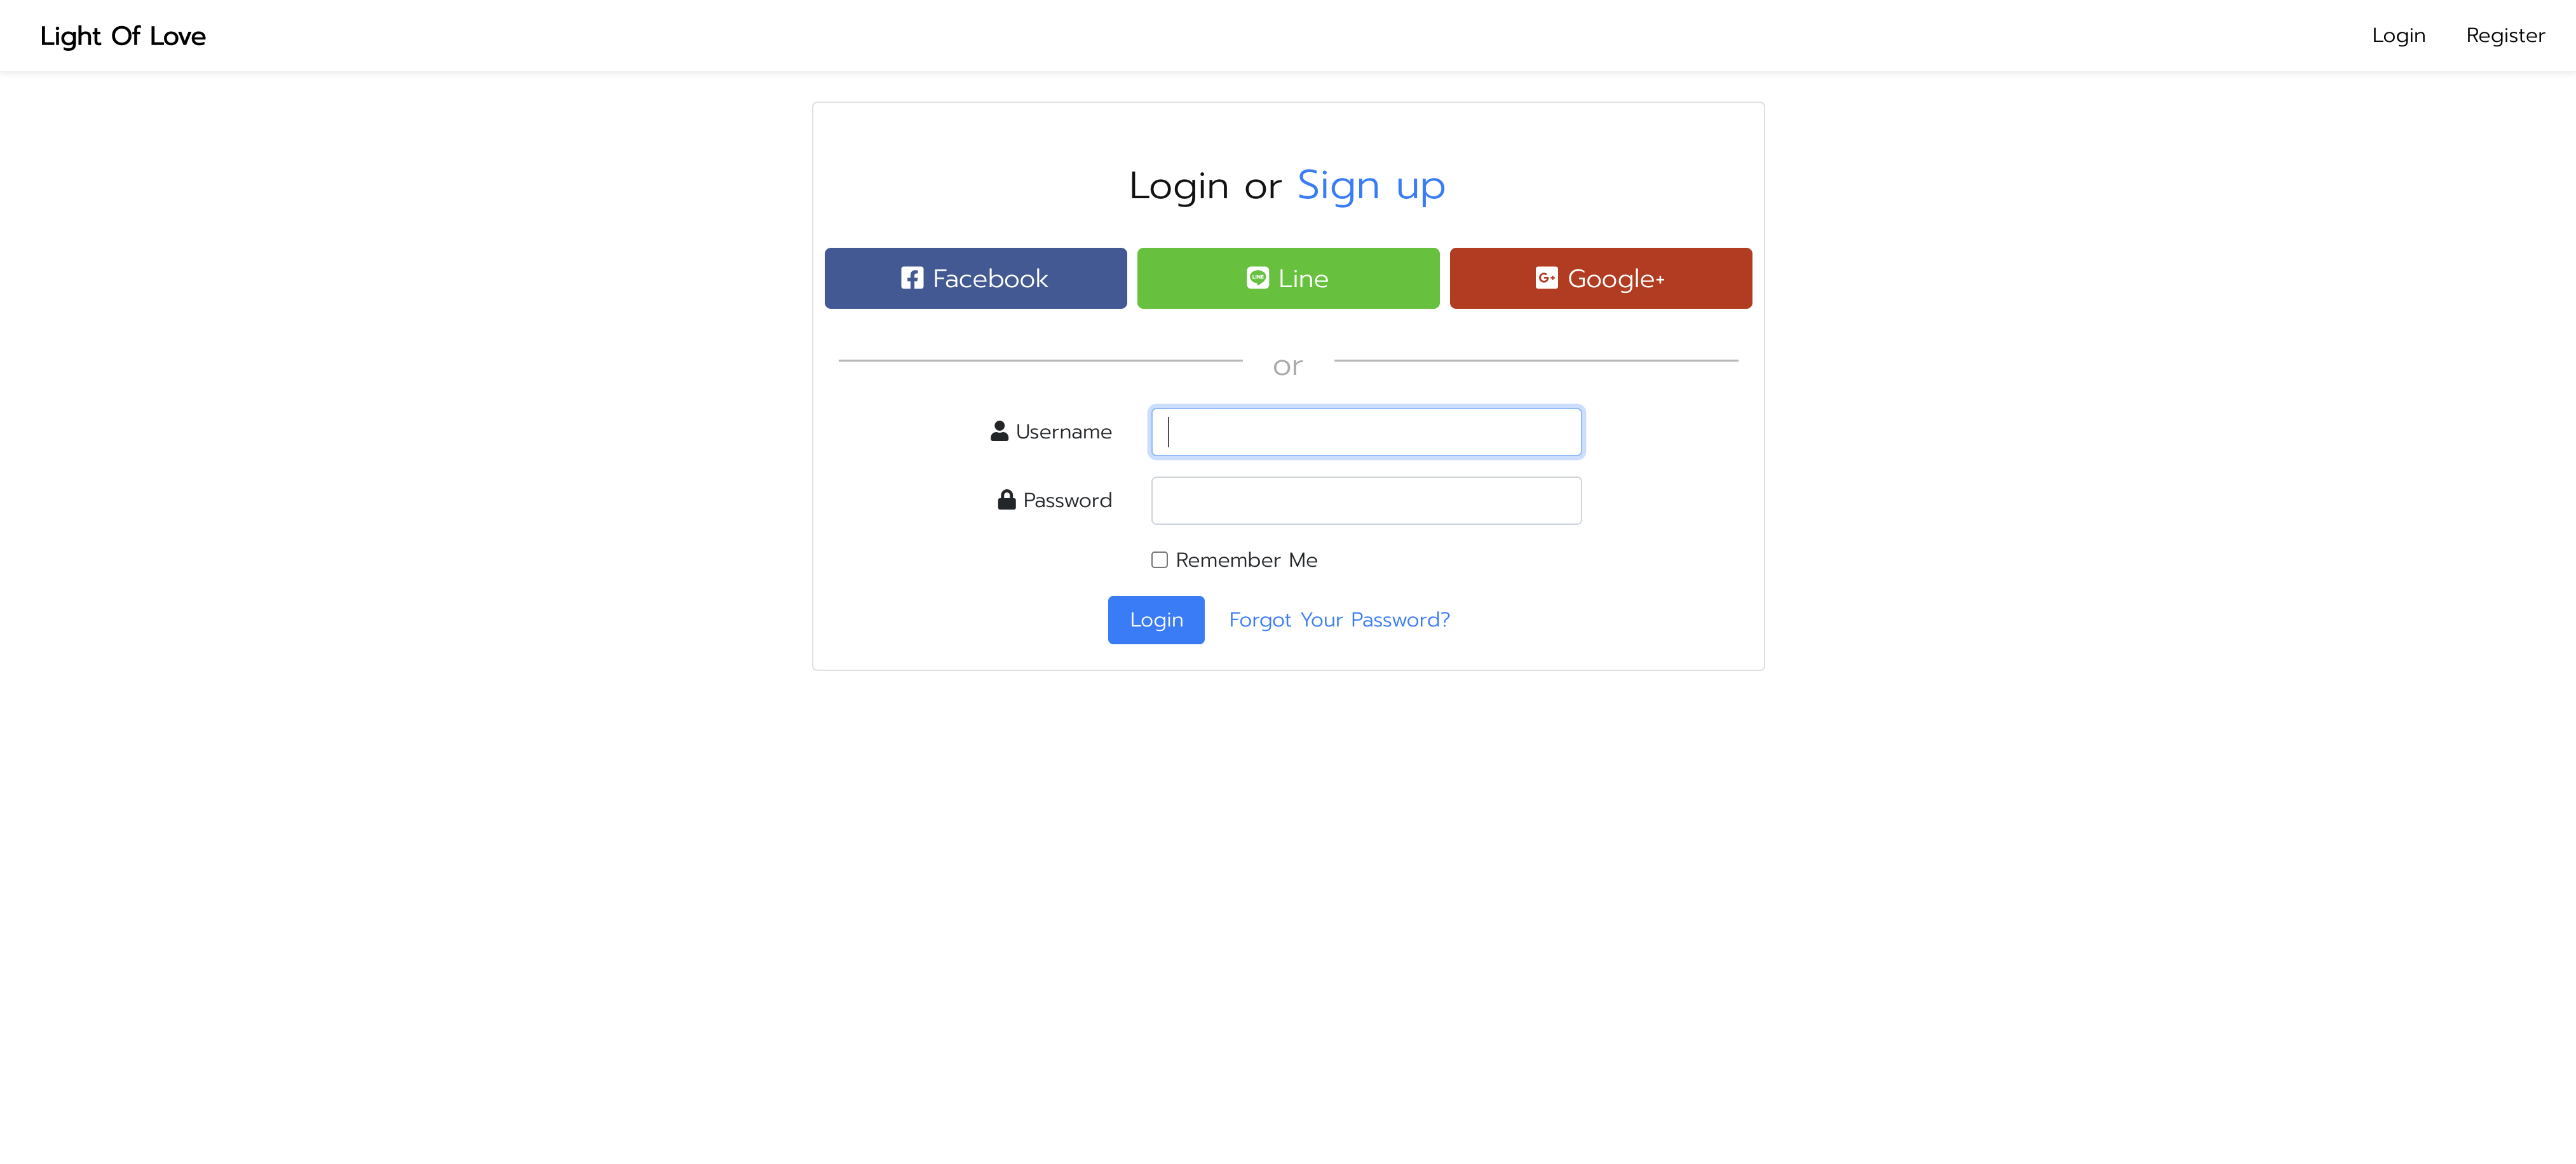 Light Of Love
Login
Register
Login or Sign up
Facebook
LINE
Line
G+
Google+
or
Username
Password
Remember Me
Login
Forgot Your Password?